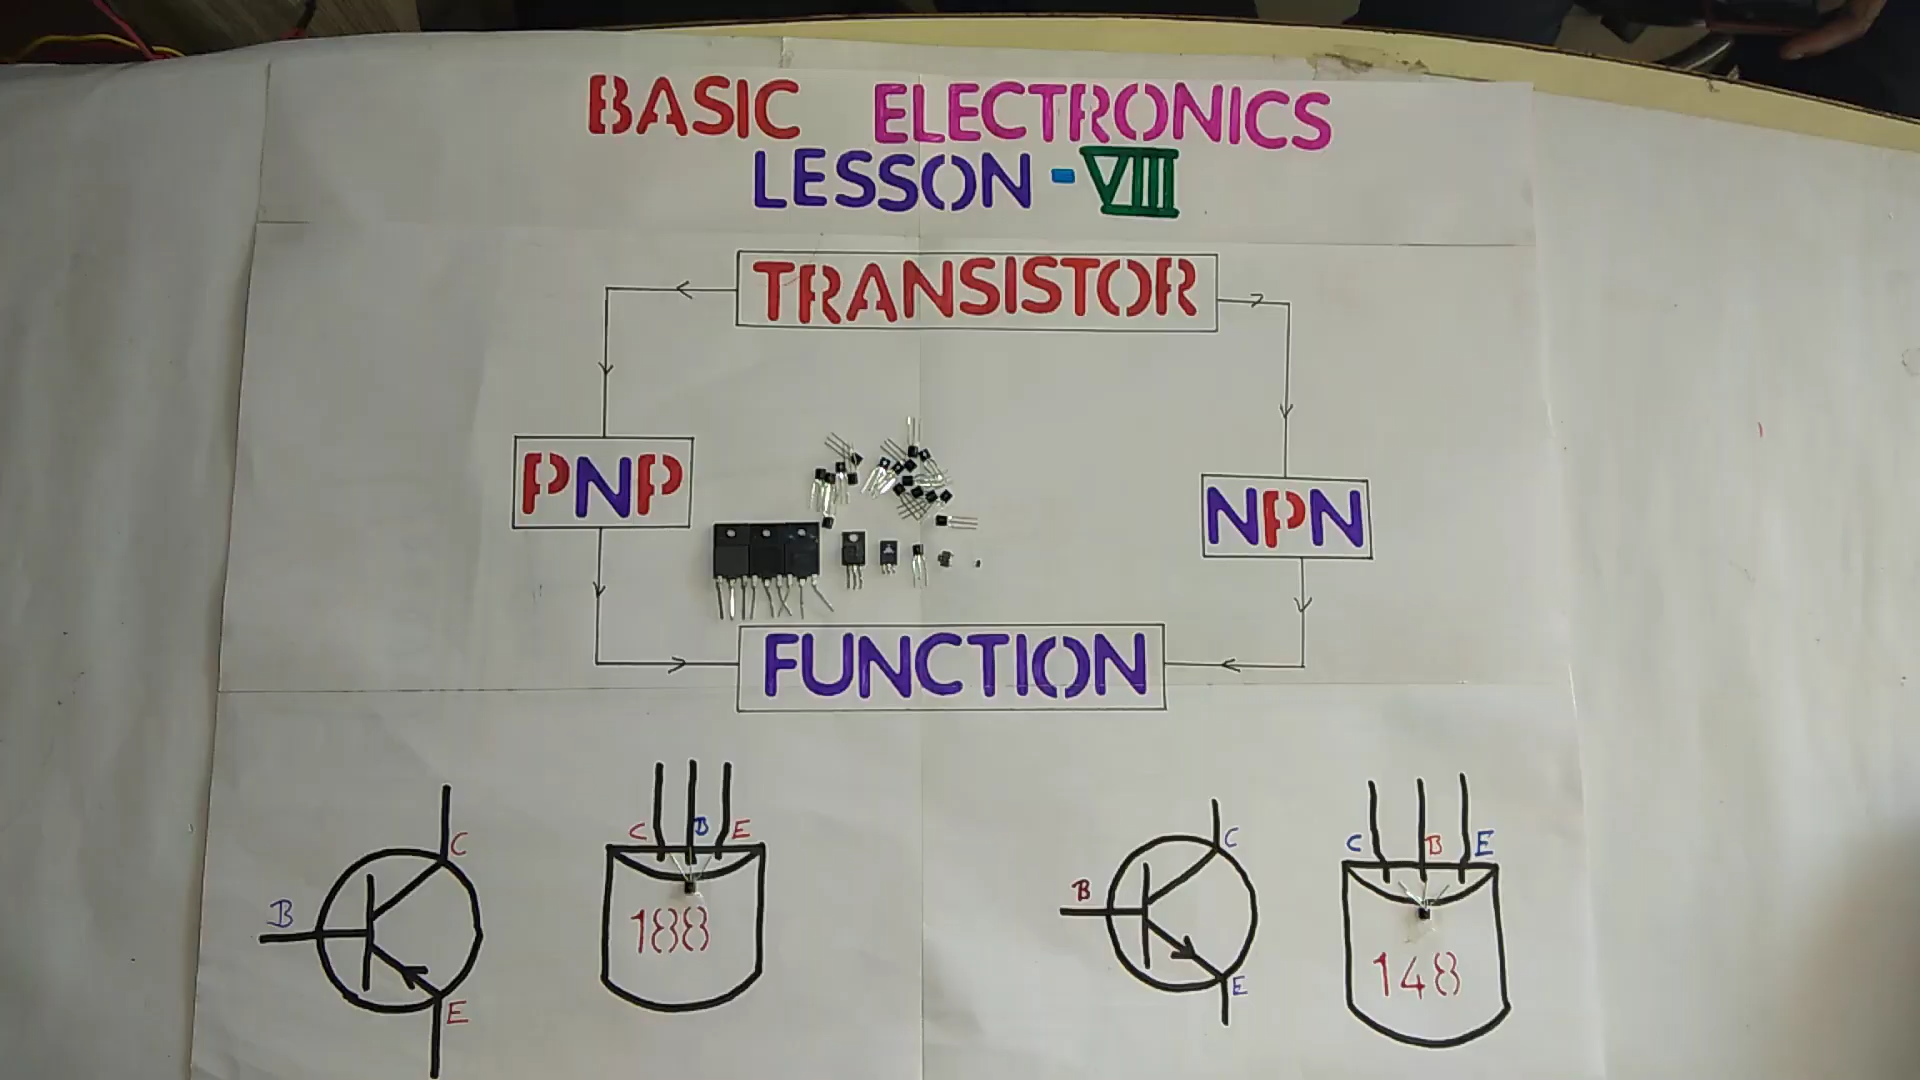 BASIC ELECTRONICS
LESSON - VIII
TRANSISTOR
PNP
NPN
FUNCTION
C
B
E
C B E
188
C
B
E
C B E
148